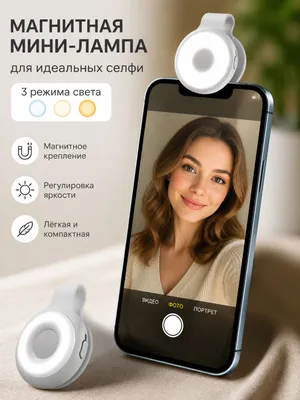 МАГНИТНАЯ
МИНИ-ЛАМПА
для идеальных селфи
3 режима света
Магнитное
крепление
Регулировка
яркости
Лёгкая и
компактная
ВИДЕО ФОТО ПОРТРЕТ